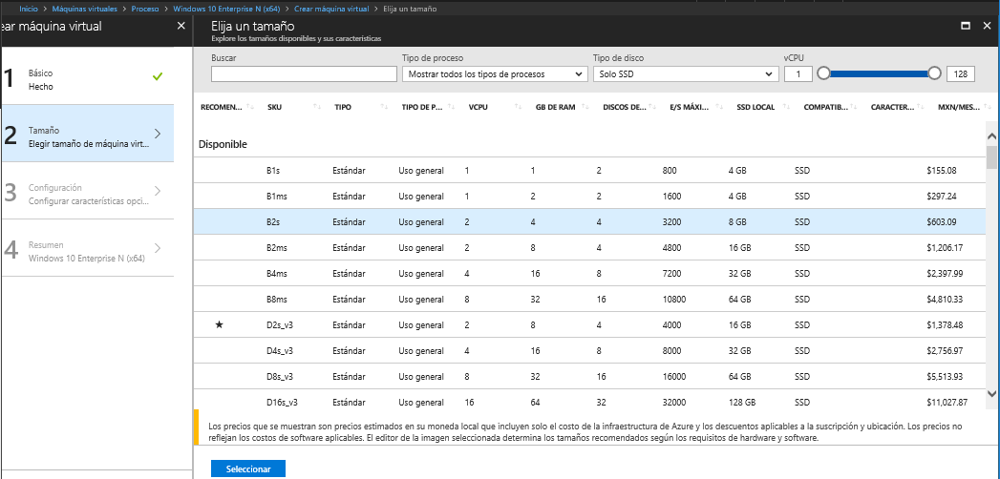 Inicio > Máquinas virtuales > Proceso > Windows 10 Enterprise N (x64) > Crear máquina virtual > Elija un tamaño
ear máquina virtual
1 Básico
Hecho
2 Tamaño
Elegir tamaño de máquina virt...
3 Configuración
Configurar características opci...
4 Resumen
Windows 10 Enterprise N (x64)
Elija un tamaño
Explore los tamaños disponibles y sus características
Buscar Tipo de proceso Tipo de disco vCPU
Mostrar todos los tipos de procesos Solo SSD 1 128
RECOMEN... SKU TIPO TIPO DE P... VCPU GB DE RAM DISCOS DE... E/S MÁXI... SSD LOCAL COMPATIB... CARACTER... MXN/MES...
Disponible
B1s Estándar Uso general 1 1 2 800 4 GB SSD $155.08
B1ms Estándar Uso general 1 2 2 1600 4 GB SSD $297.24
B2s Estándar Uso general 2 4 4 3200 8 GB SSD $603.09
B2ms Estándar Uso general 2 8 4 4800 16 GB SSD $1,206.17
B4ms Estándar Uso general 4 16 8 7200 32 GB SSD $2,397.99
B8ms Estándar Uso general 8 32 16 10800 64 GB SSD $4,810.33
★ D2s_v3 Estándar Uso general 2 8 4 4000 16 GB SSD $1,378.48
D4s_v3 Estándar Uso general 4 16 8 8000 32 GB SSD $2,756.97
D8s_v3 Estándar Uso general 8 32 16 16000 64 GB SSD $5,513.93
D16s_v3 Estándar Uso general 16 64 32 32000 128 GB SSD $11,027.87
Los precios que se muestran son precios estimados en su moneda local que incluyen solo el costo de la infraestructura de Azure y los descuentos aplicables a la suscripción y ubicación. Los precios no
reflejan los costos de software aplicables. El editor de la imagen seleccionada determina los tamaños recomendados según los requisitos de hardware y software.
Seleccionar